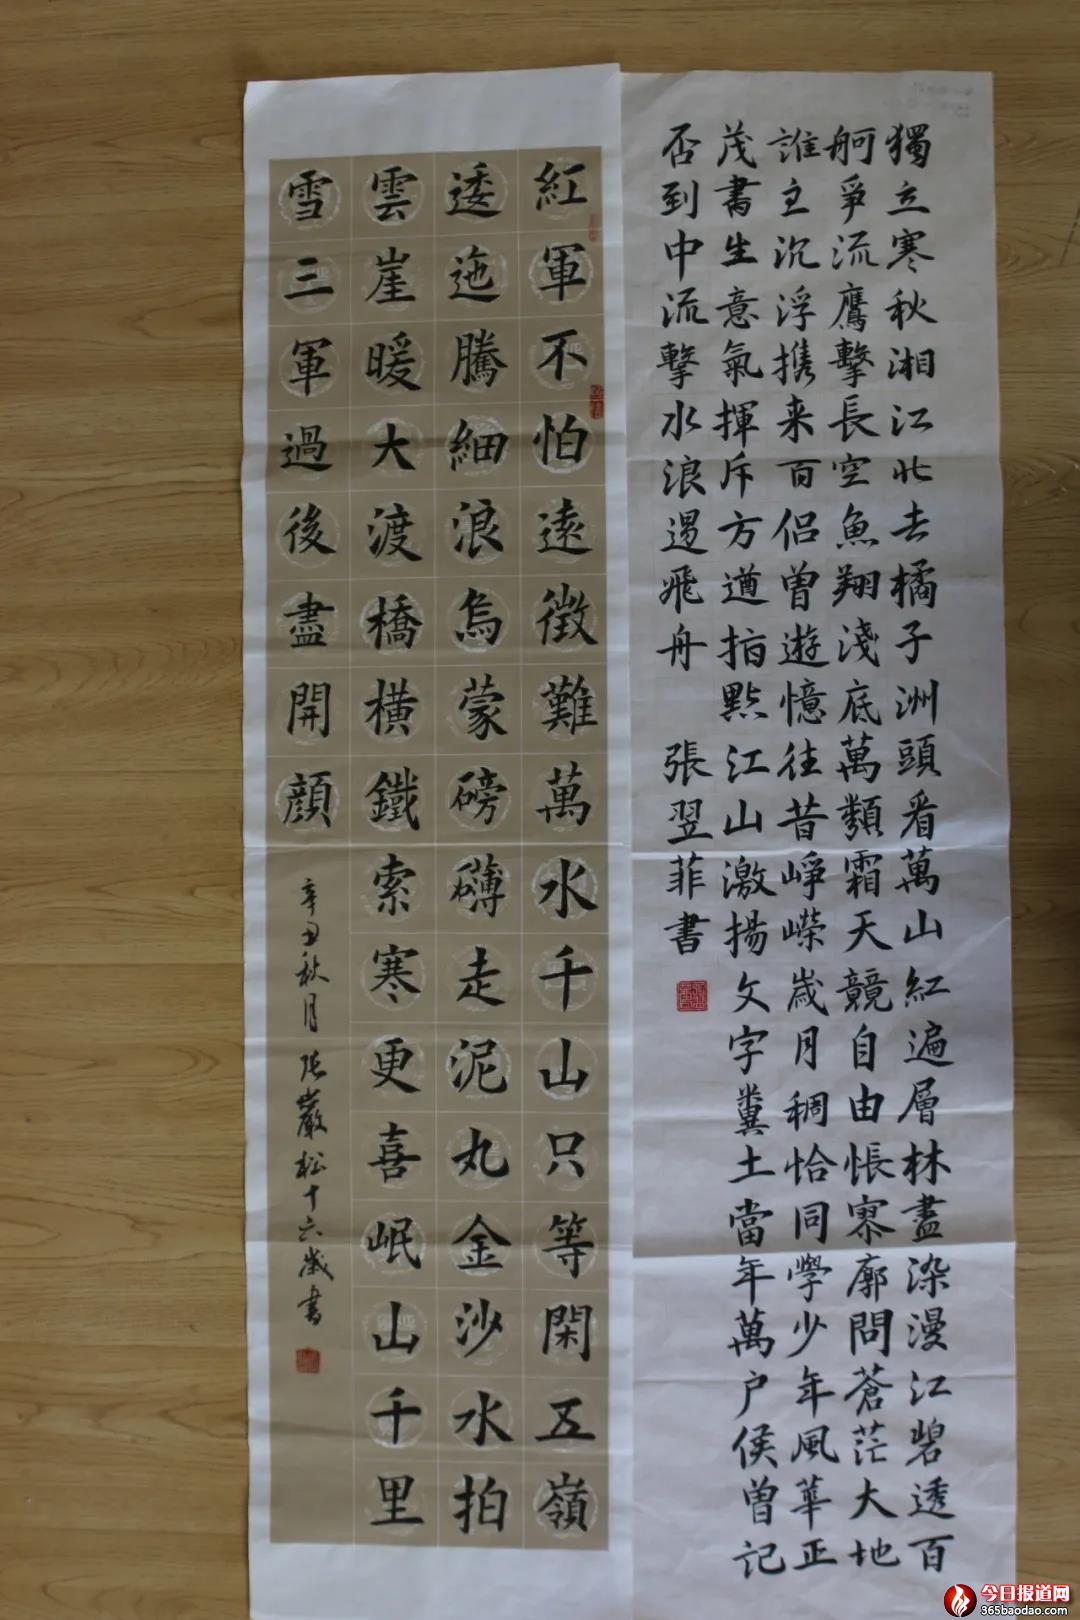 獨立寒秋湘江北去橘子洲頭看萬山紅遍層林盡染漫江碧透百
舸爭流鷹擊長空魚翔淺底萬類霜天競自由悵寥廓問蒼茫大地
誰主沉浮携来百侣曾遊憶往昔崢嶸歲月稠恰同學少年風華正
茂書生意氣揮斥方遒指點江山激揚文字糞土當年萬户侯曾記
否到中流擊水浪遏飛舟 張翌菲書
紅軍不怕遠徵難萬水千山只等閑五嶺
逶迤騰細浪烏蒙磅礴走泥丸金沙水拍
雲崖暖大渡橋橫鐵索寒更喜岷山千里
雪三軍過後盡開顔
辛丑秋月 張嚴松十六歲書
今日报道网
365baodao.com